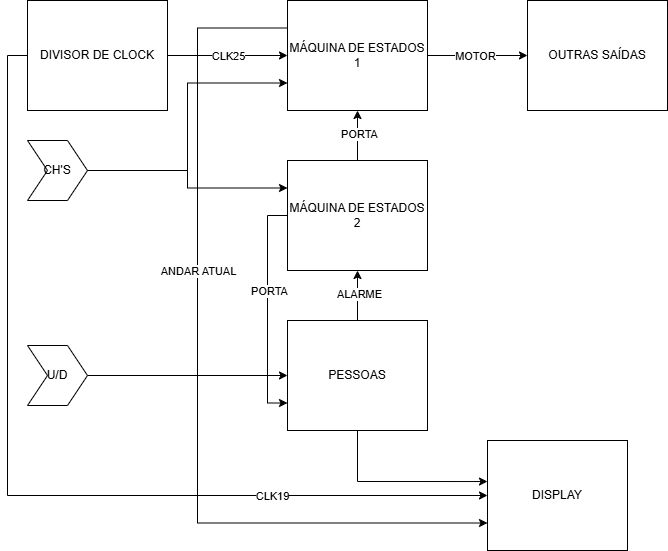 DIVISOR DE CLOCK
CLK25
MÁQUINA DE ESTADOS
1
MOTOR
OUTRAS SAÍDAS
PORTA
CH'S
MÁQUINA DE ESTADOS
2
ANDAR ATUAL
PORTA
ALARME
U/D
PESSOAS
CLK19
DISPLAY